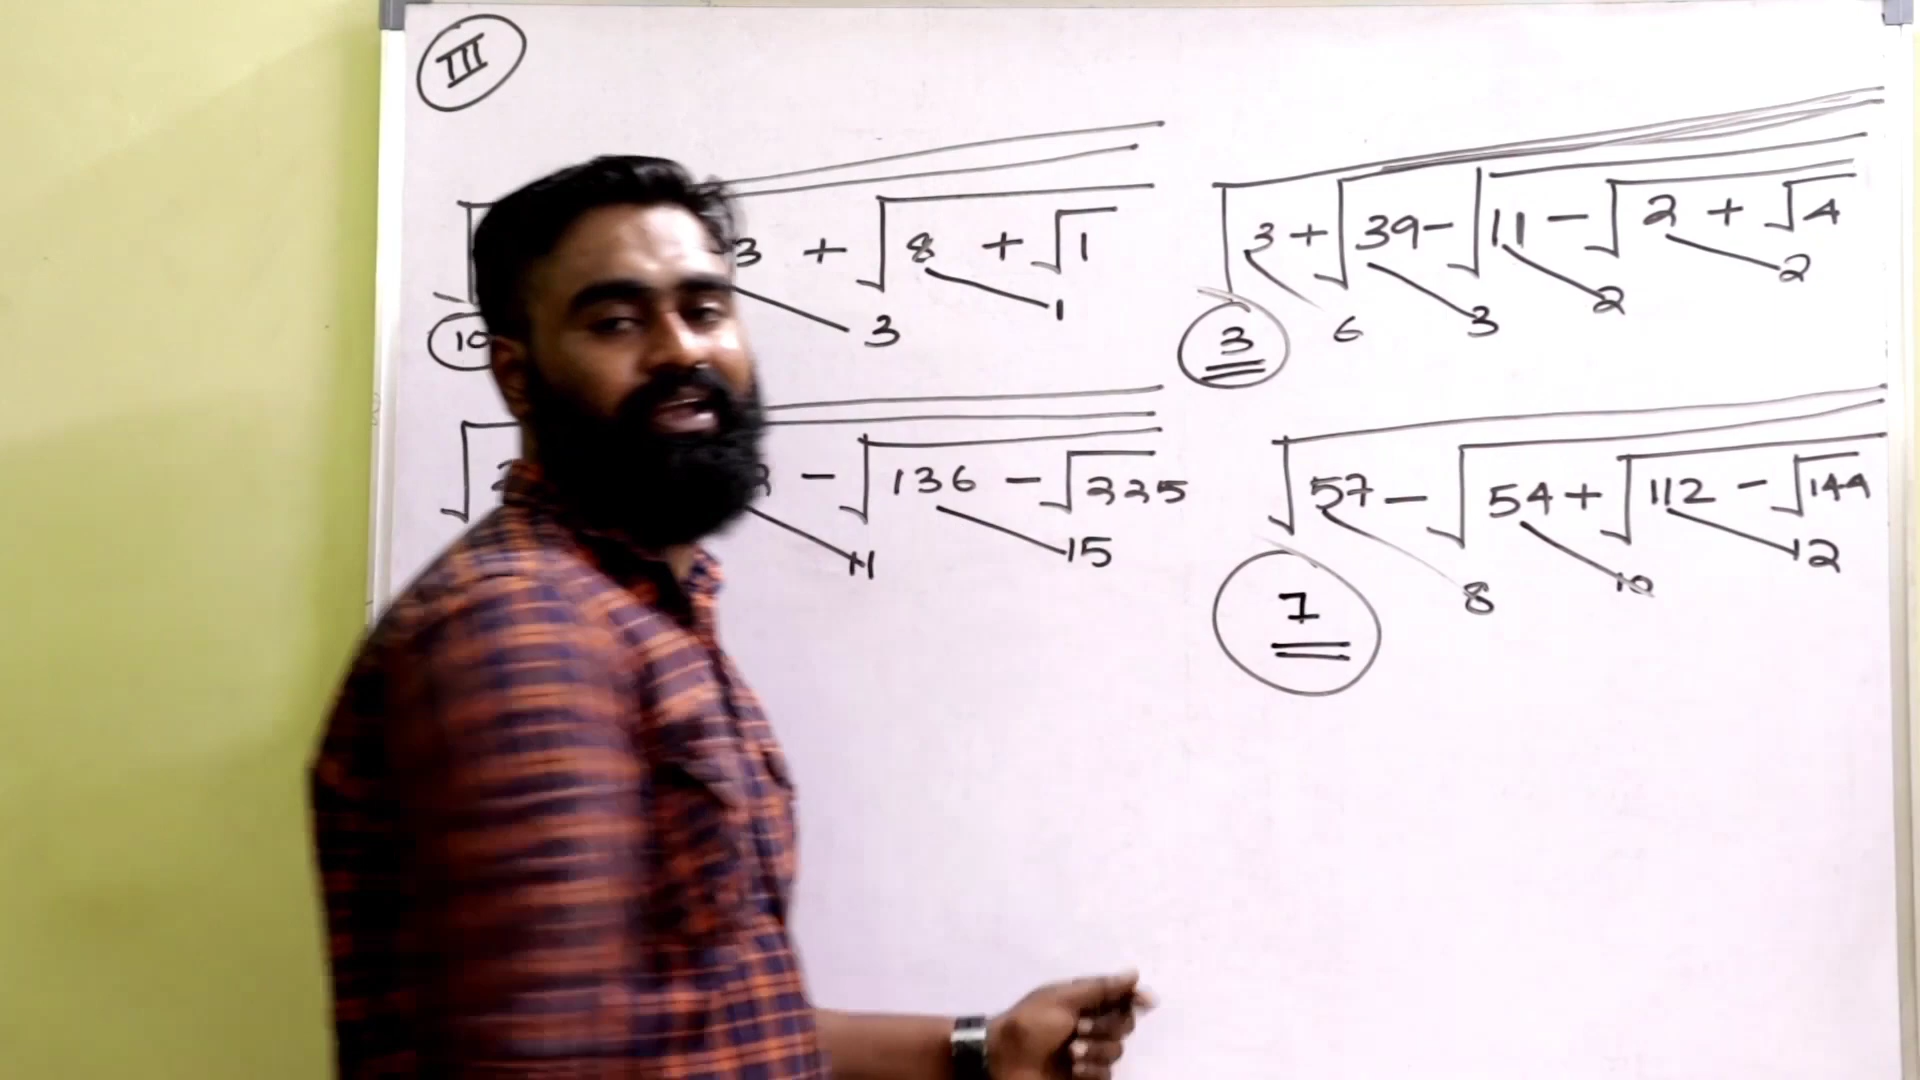 III
3 + √8 + √1
√3 + √39 - √11 - √2 + √4
10 3 1
3 6 3 2 2
- √136 - √225
√57 - √54 + √112 - √144
11 15
7 8 10 12